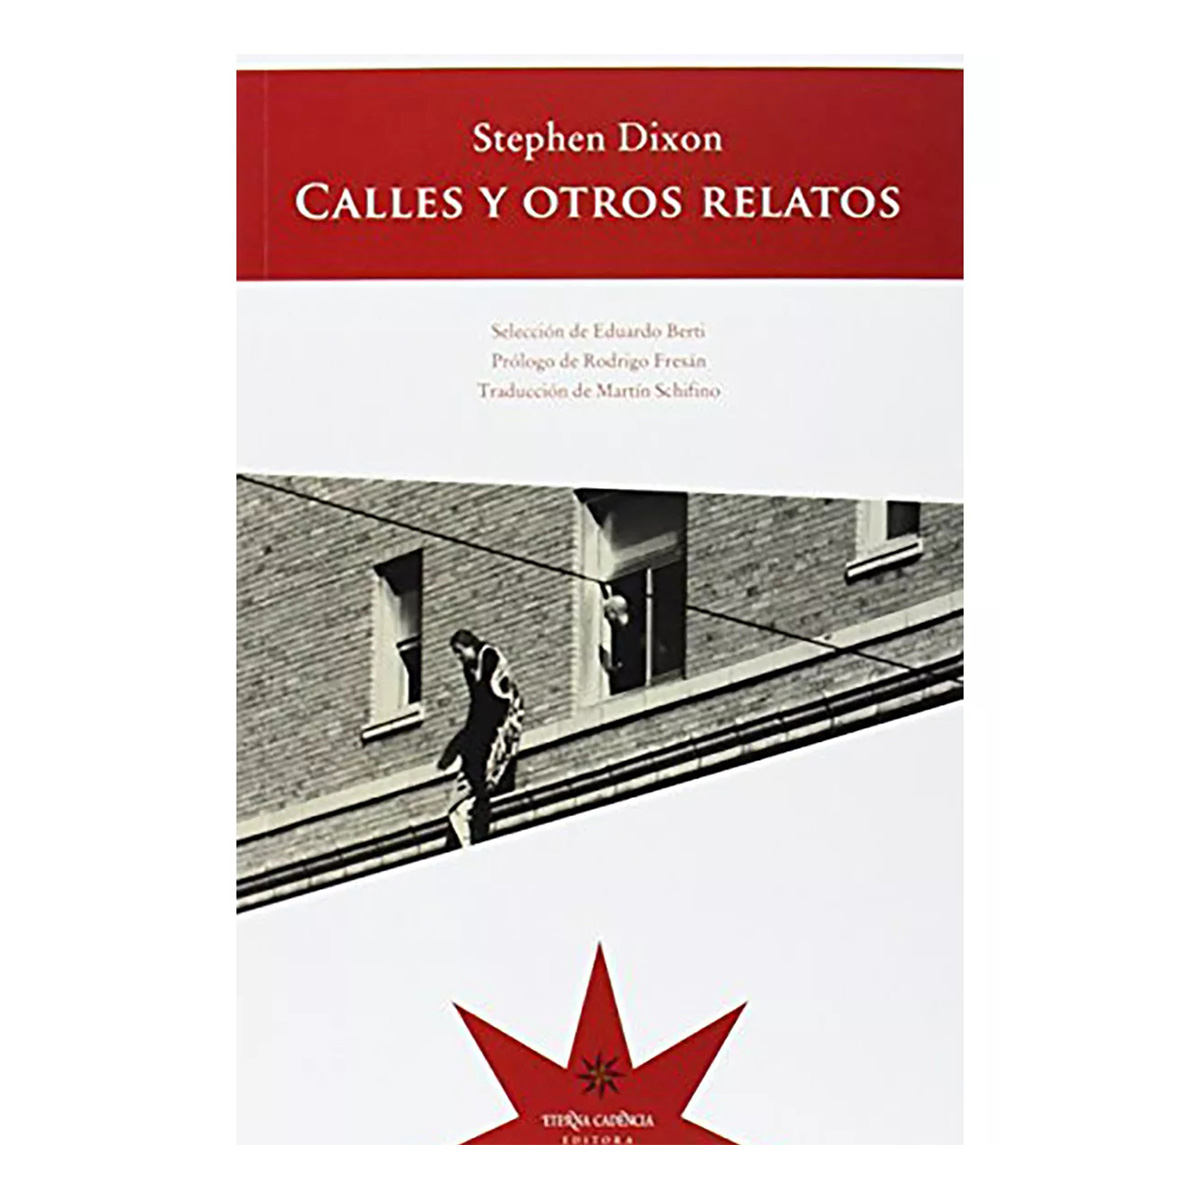 Stephen Dixon
CALLES Y OTROS RELATOS
Selección de Eduardo Berti
Prólogo de Rodrigo Fresán
Traducción de Martín Schifino
ETERNA CADENCIA
EDITORA